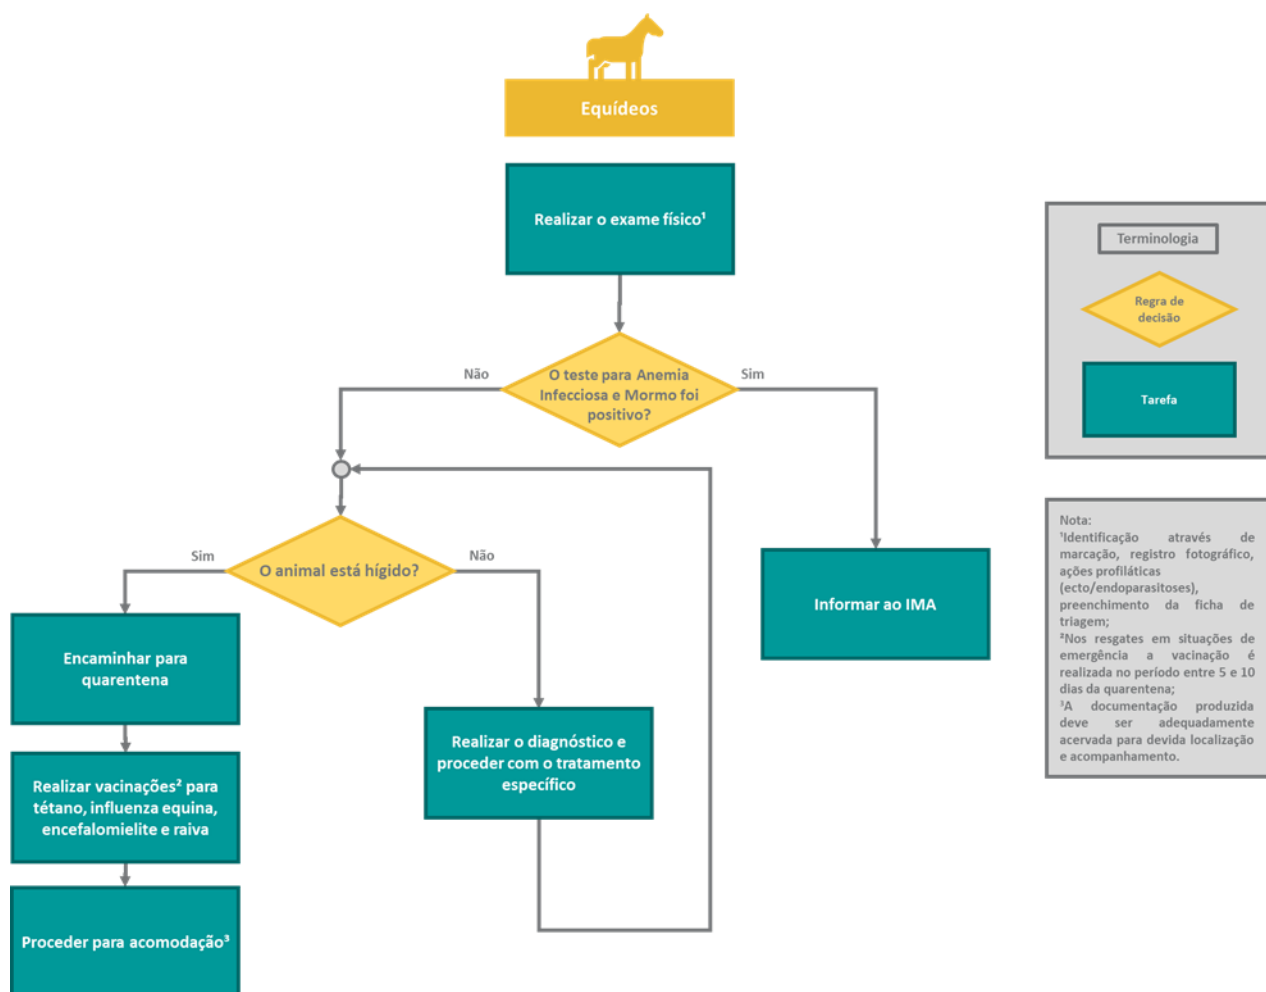 Equídeos
Realizar o exame físico¹
O teste para Anemia
Infecciosa e Mormo foi
positivo?
Não
Sim
O animal está hígido?
Sim
Não
Encaminhar para
quarentena
Realizar vacinações² para
tétano, influenza equina,
encefalomielite e raiva
Proceder para acomodação³
Realizar o diagnóstico e
proceder com o tratamento
específico
Informar ao IMA
Terminologia
Regra de
decisão
Tarefa
Nota:
¹Identificação através de
marcação, registro fotográfico,
ações profiláticas
(ecto/endoparasitoses),
preenchimento da ficha de
triagem;
²Nos resgates em situações de
emergência a vacinação é
realizada no período entre 5 e 10
dias da quarentena;
³A documentação produzida
deve ser adequadamente
acervada para devida localização
e acompanhamento.